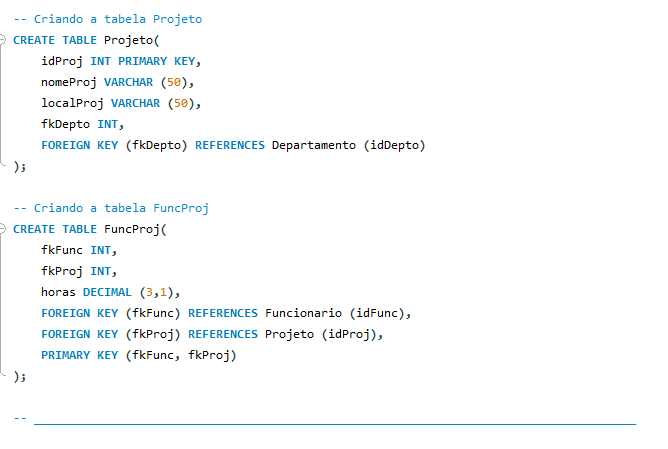 -- Criando a tabela Projeto
CREATE TABLE Projeto(
idProj INT PRIMARY KEY,
nomeProj VARCHAR (50),
localProj VARCHAR (50),
fkDepto INT,
FOREIGN KEY (fkDepto) REFERENCES Departamento (idDepto)
);
-- Criando a tabela FuncProj
CREATE TABLE FuncProj(
fkFunc INT,
fkProj INT,
horas DECIMAL (3,1),
FOREIGN KEY (fkFunc) REFERENCES Funcionario (idFunc),
FOREIGN KEY (fkProj) REFERENCES Projeto (idProj),
PRIMARY KEY (fkFunc, fkProj)
);
-- ______________________________________________________________________________________